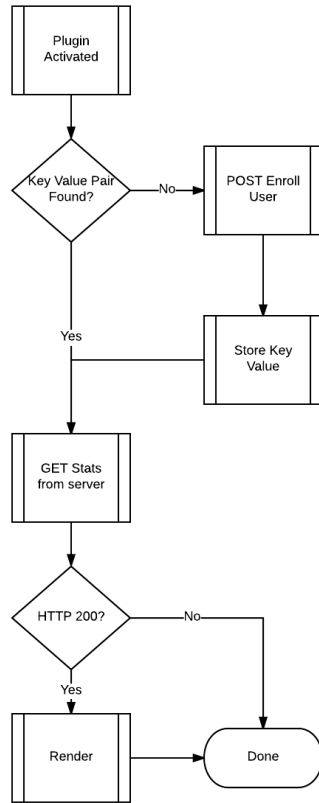 Plugin
Activated
Key Value Pair
Found?
No
POST Enroll
User
Yes
Store Key
Value
GET Stats
from server
HTTP 200?
No
Yes
Render
Done